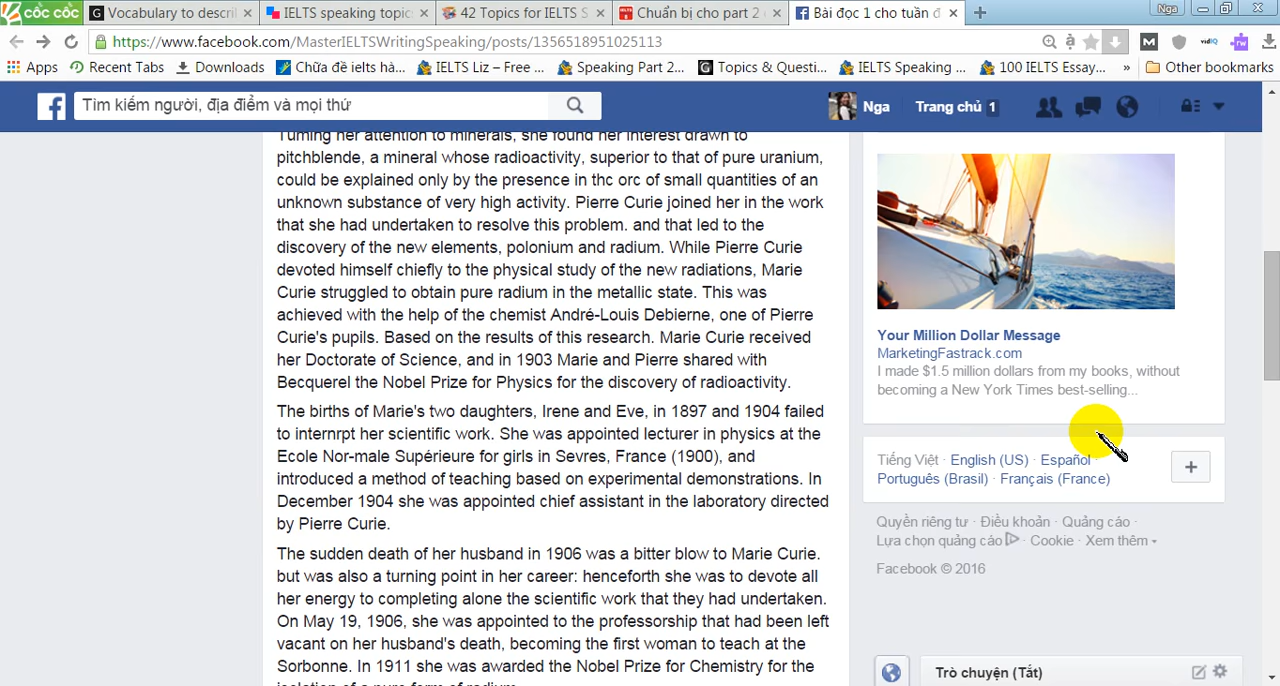 cốc cốc
Vocabulary to descril
IELTS speaking topic
42 Topics for IELTS S
Chuẩn bị cho part 2 c
Bài đọc 1 cho tuần đ
Nga
https://www.facebook.com/MasterIELTSWritingSpeaking/posts/1356518951025113
Apps
Recent Tabs
Downloads
Chữa đề ielts hà...
IELTS Liz – Free ...
Speaking Part 2...
Topics & Questi...
IELTS Speaking ...
100 IELTS Essay...
»
Other bookmarks
Tìm kiếm người, địa điểm và mọi thứ
Nga
Trang chủ 1
Turning her attention to minerals, she found her interest drawn to
pitchblende, a mineral whose radioactivity, superior to that of pure uranium,
could be explained only by the presence in thc orc of small quantities of an
unknown substance of very high activity. Pierre Curie joined her in the work
that she had undertaken to resolve this problem. and that led to the
discovery of the new elements, polonium and radium. While Pierre Curie
devoted himself chiefly to the physical study of the new radiations, Marie
Curie struggled to obtain pure radium in the metallic state. This was
achieved with the help of the chemist André-Louis Debierne, one of Pierre
Curie's pupils. Based on the results of this research. Marie Curie received
her Doctorate of Science, and in 1903 Marie and Pierre shared with
Becquerel the Nobel Prize for Physics for the discovery of radioactivity.
The births of Marie's two daughters, Irene and Eve, in 1897 and 1904 failed
to internrpt her scientific work. She was appointed lecturer in physics at the
Ecole Nor-male Supérieure for girls in Sevres, France (1900), and
introduced a method of teaching based on experimental demonstrations. In
December 1904 she was appointed chief assistant in the laboratory directed
by Pierre Curie.
The sudden death of her husband in 1906 was a bitter blow to Marie Curie.
but was also a turning point in her career: henceforth she was to devote all
her energy to completing alone the scientific work that they had undertaken.
On May 19, 1906, she was appointed to the professorship that had been left
vacant on her husband's death, becoming the first woman to teach at the
Sorbonne. In 1911 she was awarded the Nobel Prize for Chemistry for the
isolation of a pure form of radium.
Your Million Dollar Message
MarketingFastrack.com
I made $1.5 million dollars from my books, without
becoming a New York Times best-selling...
Tiếng Việt · English (US) · Español ·
Português (Brasil) · Français (France)
Quyền riêng tư · Điều khoản · Quảng cáo ·
Lựa chọn quảng cáo · Cookie · Xem thêm
Facebook © 2016
Trò chuyện (Tắt)